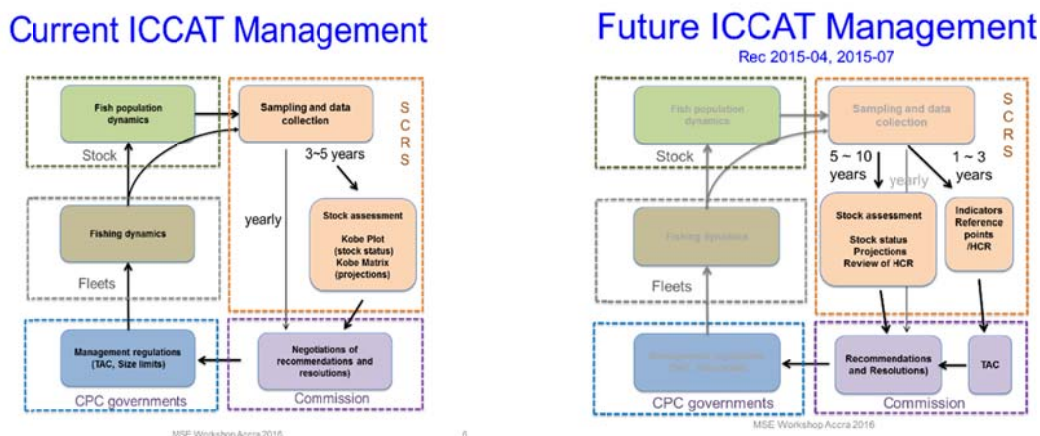 Current ICCAT Management
Fish population
dynamics
Sampling and data
collection
S
C
R
S
Stock
3~5 years
yearly
Fishing dynamics
Stock assessment
Kobe Plot
(stock status)
Kobe Matrix
(projections)
Fleets
Management regulations
(TAC, Size limits)
Negotiations of
recommendations and
resolutions)
CPC governments
Commission
MSE Workshop Accra 2016
6
Future ICCAT Management
Rec 2015-04, 2015-07
Fish population
dynamics
Sampling and data
collection
S
C
R
S
Stock
5 ~ 10
years
yearly
1 ~ 3
years
Fishing dynamics
Stock assessment
Stock status
Projections
Review of HCR
Indicators
Reference
points
/HCR
Fleets
Recommendations
and Resolutions)
TAC
CPC governments
Commission
MSE Workshop Accra 2016